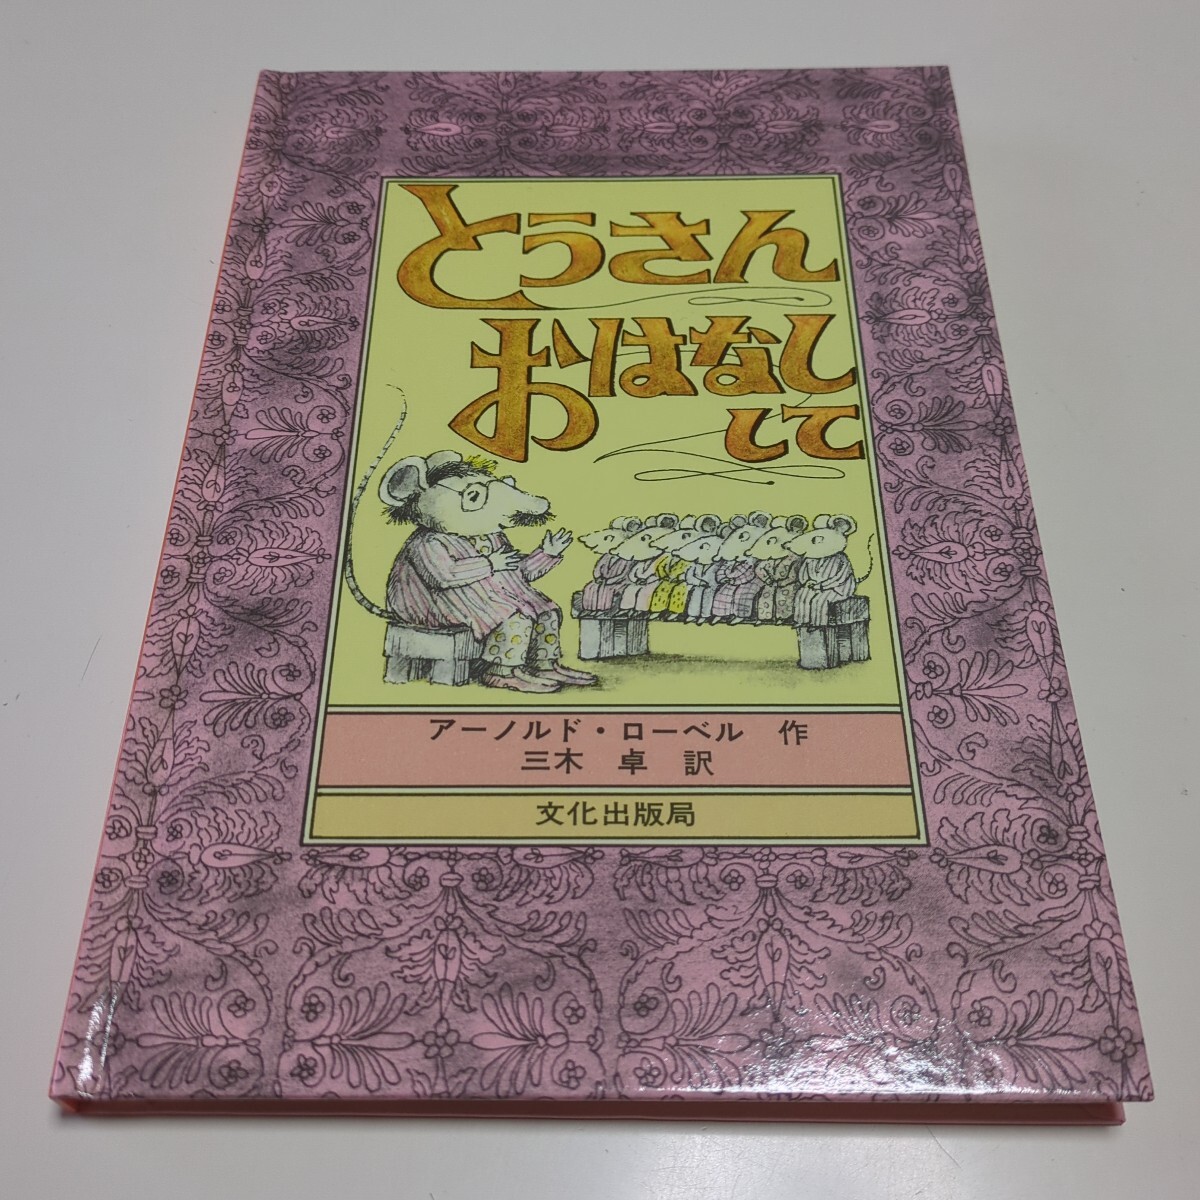 とうさん
おはなし
して
アーノルド・ローベル 作
三木 卓 訳
文化出版局